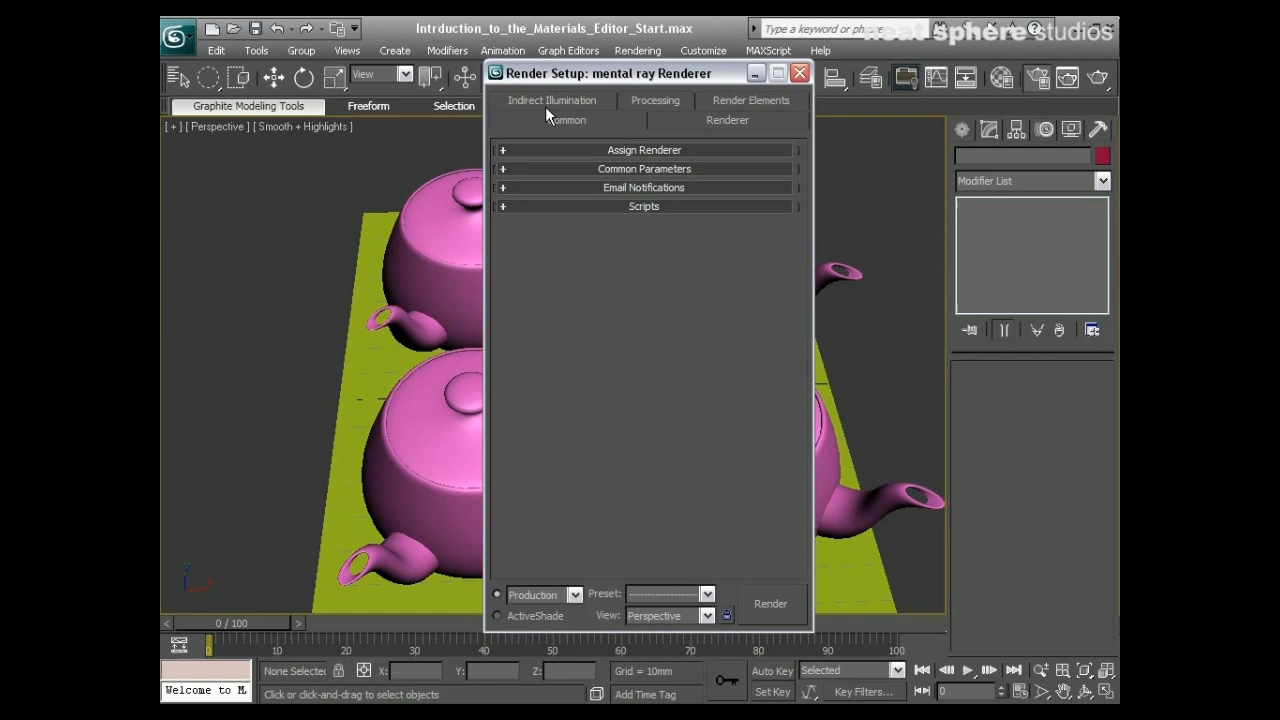 Intrduction_to_the_Materials_Editor_Start.max
Type a keyword or phr
neat sphere studios
Edit Tools Group Views Create Modifiers Animation Graph Editors Rendering Customize MAXScript Help
View
Render Setup: mental ray Renderer
Graphite Modeling Tools Freeform Selection
Indirect Illumination Processing Render Elements
Common Renderer
[ + ] [ Perspective ] [ Smooth + Highlights ]
+ Assign Renderer
+ Common Parameters
+ Email Notifications
+ Scripts
Modifier List
Production Preset: -------------------- Render
ActiveShade View: Perspective
z
0 / 100
0 10 20 30 40 50 60 70 80 90 100
None Selected X: Y: Z: Grid = 10mm Auto Key Selected
Welcome to M Click or click-and-drag to select objects Add Time Tag Set Key Key Filters... 0